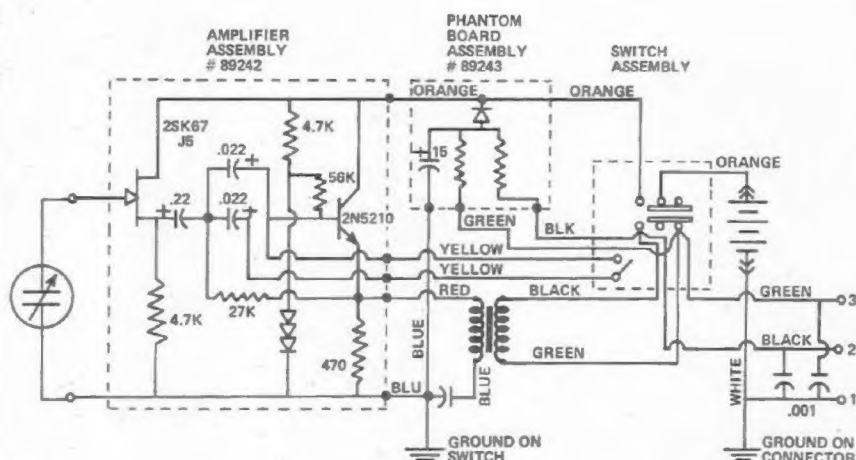 AMPLIFIER
ASSEMBLY
# 89242
PHANTOM
BOARD
ASSEMBLY
# 89243
SWITCH
ASSEMBLY
ORANGE
ORANGE
2SK67
J5
4.7K
.022
+
15
+
ORANGE
56K
.22
+
.022
+
2N5210
GREEN
BLK
YELLOW
YELLOW
RED
BLACK
GREEN
3
27K
4.7K
BLUE
BLACK
2
470
GREEN
BLU
BLUE
WHITE
.001
1
GROUND ON
SWITCH
GROUND ON
CONNECTOR